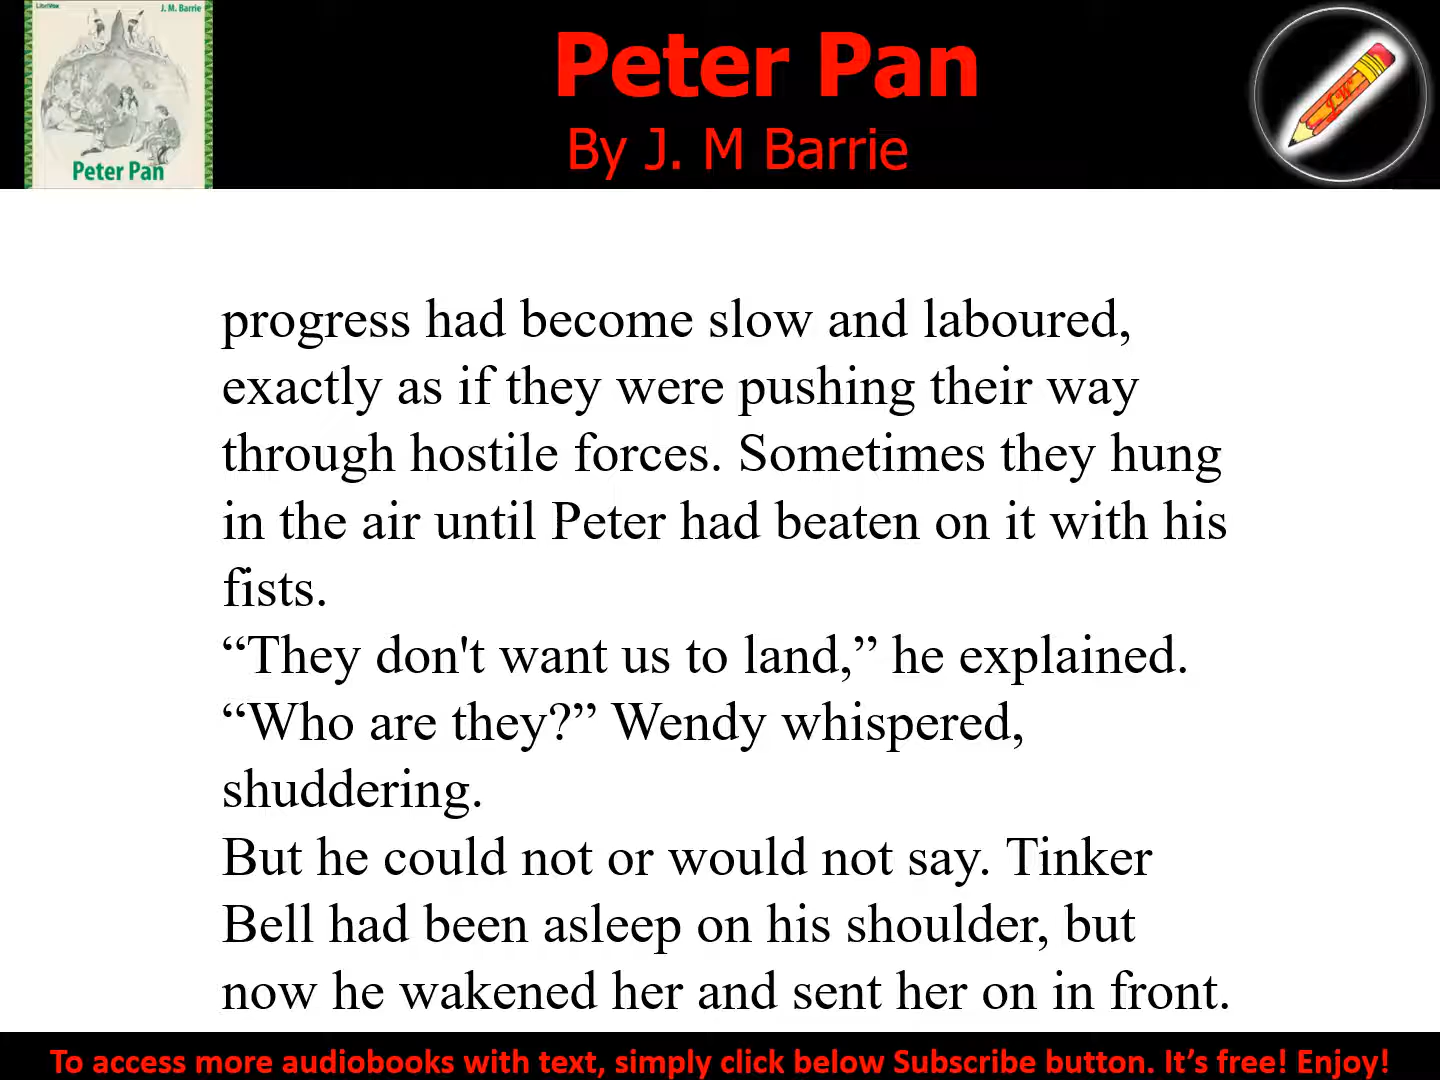 LibriVox
J. M. Barrie
Peter Pan
Peter Pan
By J. M Barrie
progress had become slow and laboured,
exactly as if they were pushing their way
through hostile forces. Sometimes they hung
in the air until Peter had beaten on it with his
fists.
“They don't want us to land,” he explained.
“Who are they?” Wendy whispered,
shuddering.
But he could not or would not say. Tinker
Bell had been asleep on his shoulder, but
now he wakened her and sent her on in front.
To access more audiobooks with text, simply click below Subscribe button. It’s free! Enjoy!